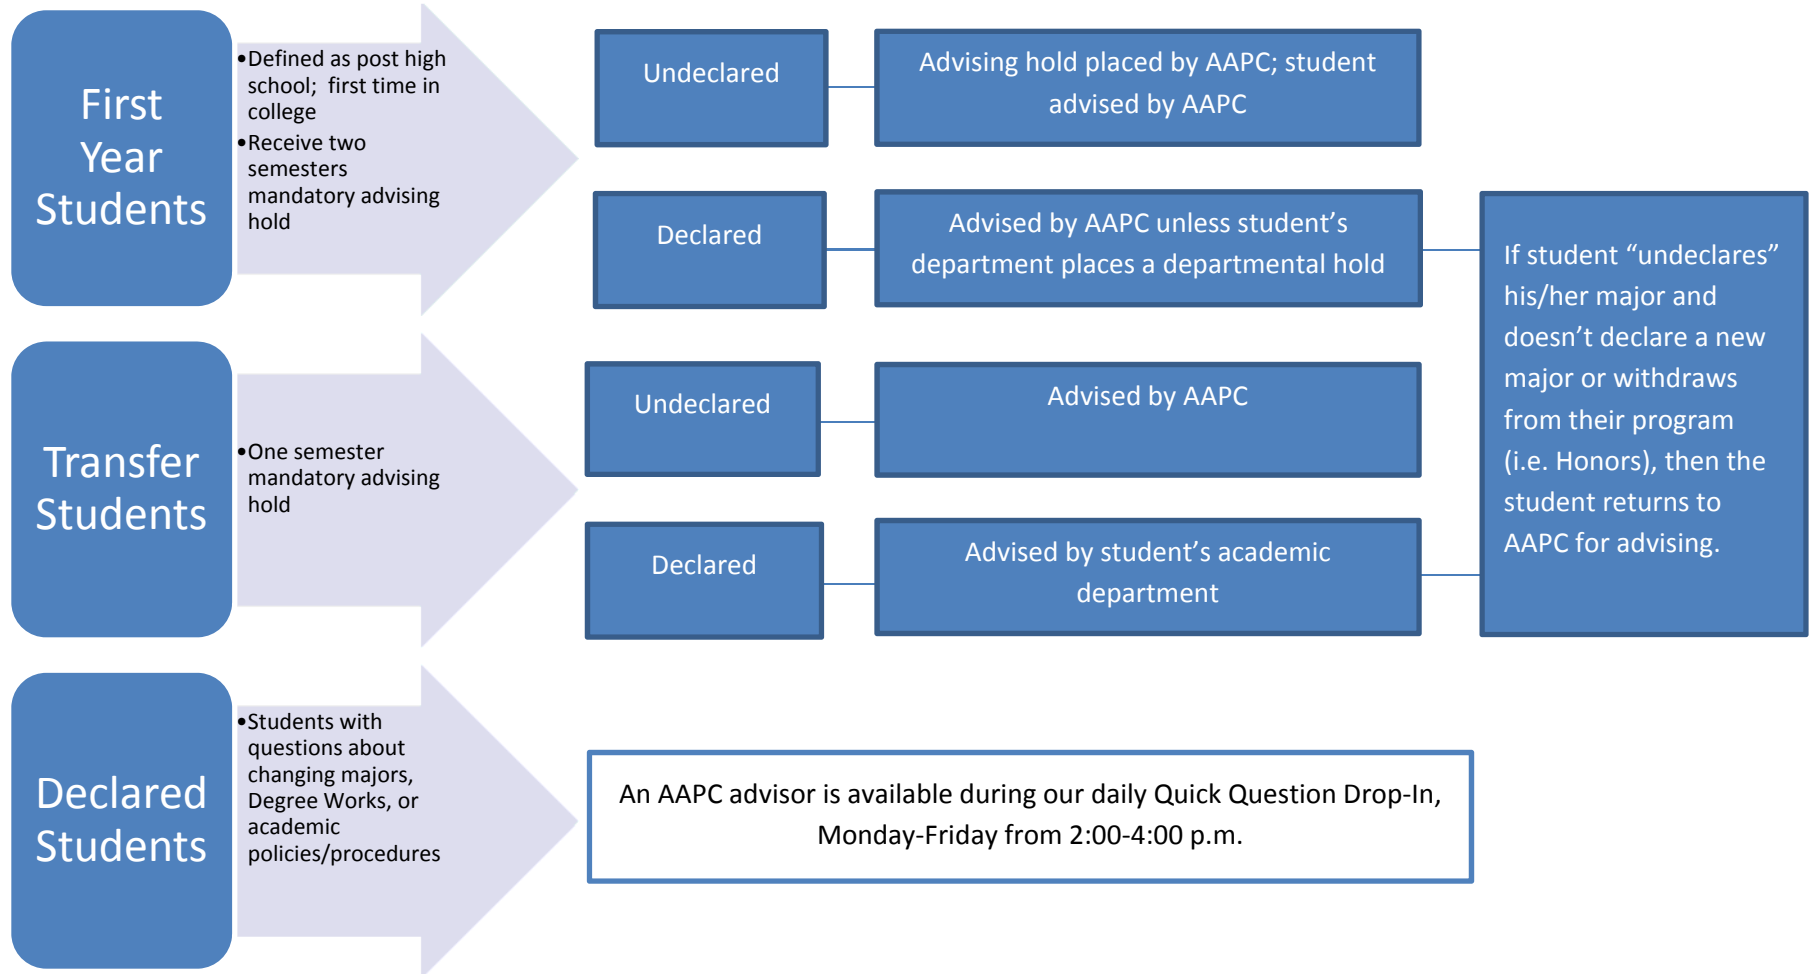 First
Year
Students
•Defined as post high
school;  first time in
college
•Receive two
semesters
mandatory advising
hold
Undeclared
Advising hold placed by AAPC; student
advised by AAPC
Declared
Advised by AAPC unless student’s
department places a departmental hold
Transfer
Students
•One semester
mandatory advising
hold
Undeclared
Advised by AAPC
Declared
Advised by student’s academic
department
If student “undeclares”
his/her major and
doesn’t declare a new
major or withdraws
from their program
(i.e. Honors), then the
student returns to
AAPC for advising.
Declared
Students
•Students with
questions about
changing majors,
Degree Works, or
academic
policies/procedures
An AAPC advisor is available during our daily Quick Question Drop-In,
Monday-Friday from 2:00-4:00 p.m.